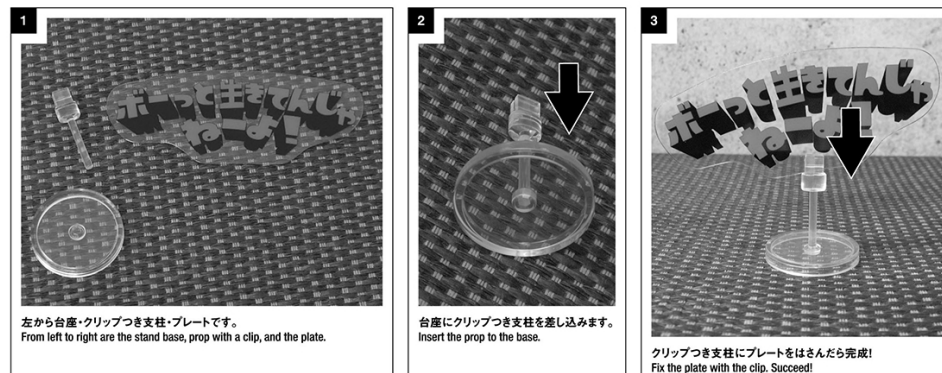 1
ボーっと生きてんじゃ
ねーよ!
左から台座・クリップつき支柱・プレートです。
From left to right are the stand base, prop with a clip, and the plate.
2
台座にクリップつき支柱を差し込みます。
Insert the prop to the base.
3
ボーっと生きてんじゃ
ねーよ!
クリップつき支柱にプレートをはさんだら完成!
Fix the plate with the clip. Succeed!